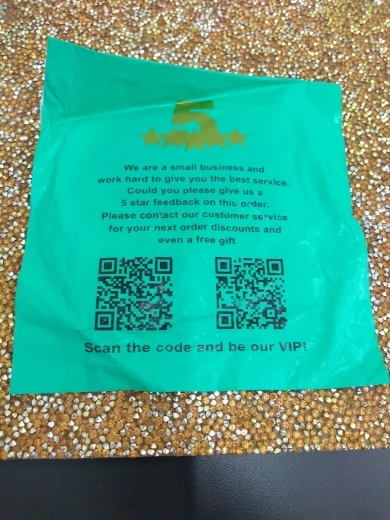 5
We are a small business and
work hard to give you the best service.
Could you please give us a
5 star feedback on this order.
Please contact our customer service
for your next order discounts and
even a free gift
Scan the code and be our VIP!